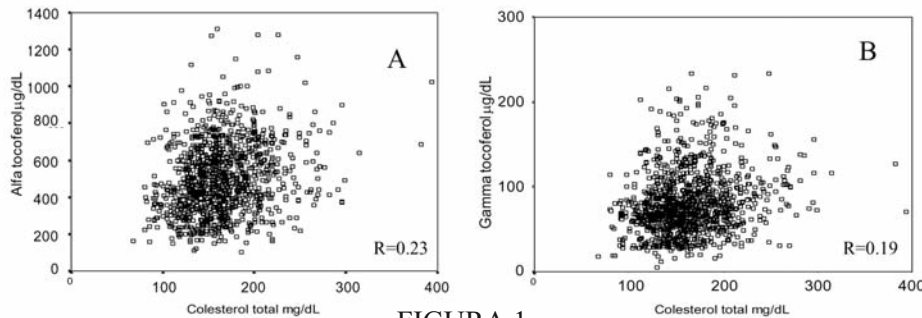 1400
1200
1000
800
600
400
200
0
Alfa tocoferol μg/dL
A
R=0.23
0 100 200 300 400
Colesterol total mg/dL
300
200
100
0
Gamma tocoferol μg/dL
B
R=0.19
0 100 200 300 400
Colesterol total mg/dL
FIGURA 1